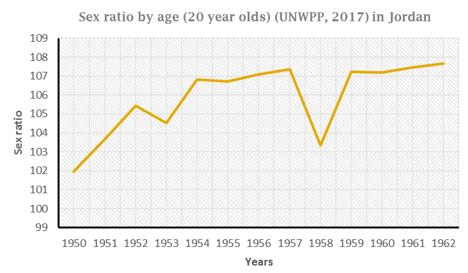 Sex ratio by age (20 year olds) (UNWPP, 2017) in Jordan
109
108
107
106
105
104
103
102
101
100
99
Sex ratio
1950 1951 1952 1953 1954 1955 1956 1957 1958 1959 1960 1961 1962
Years